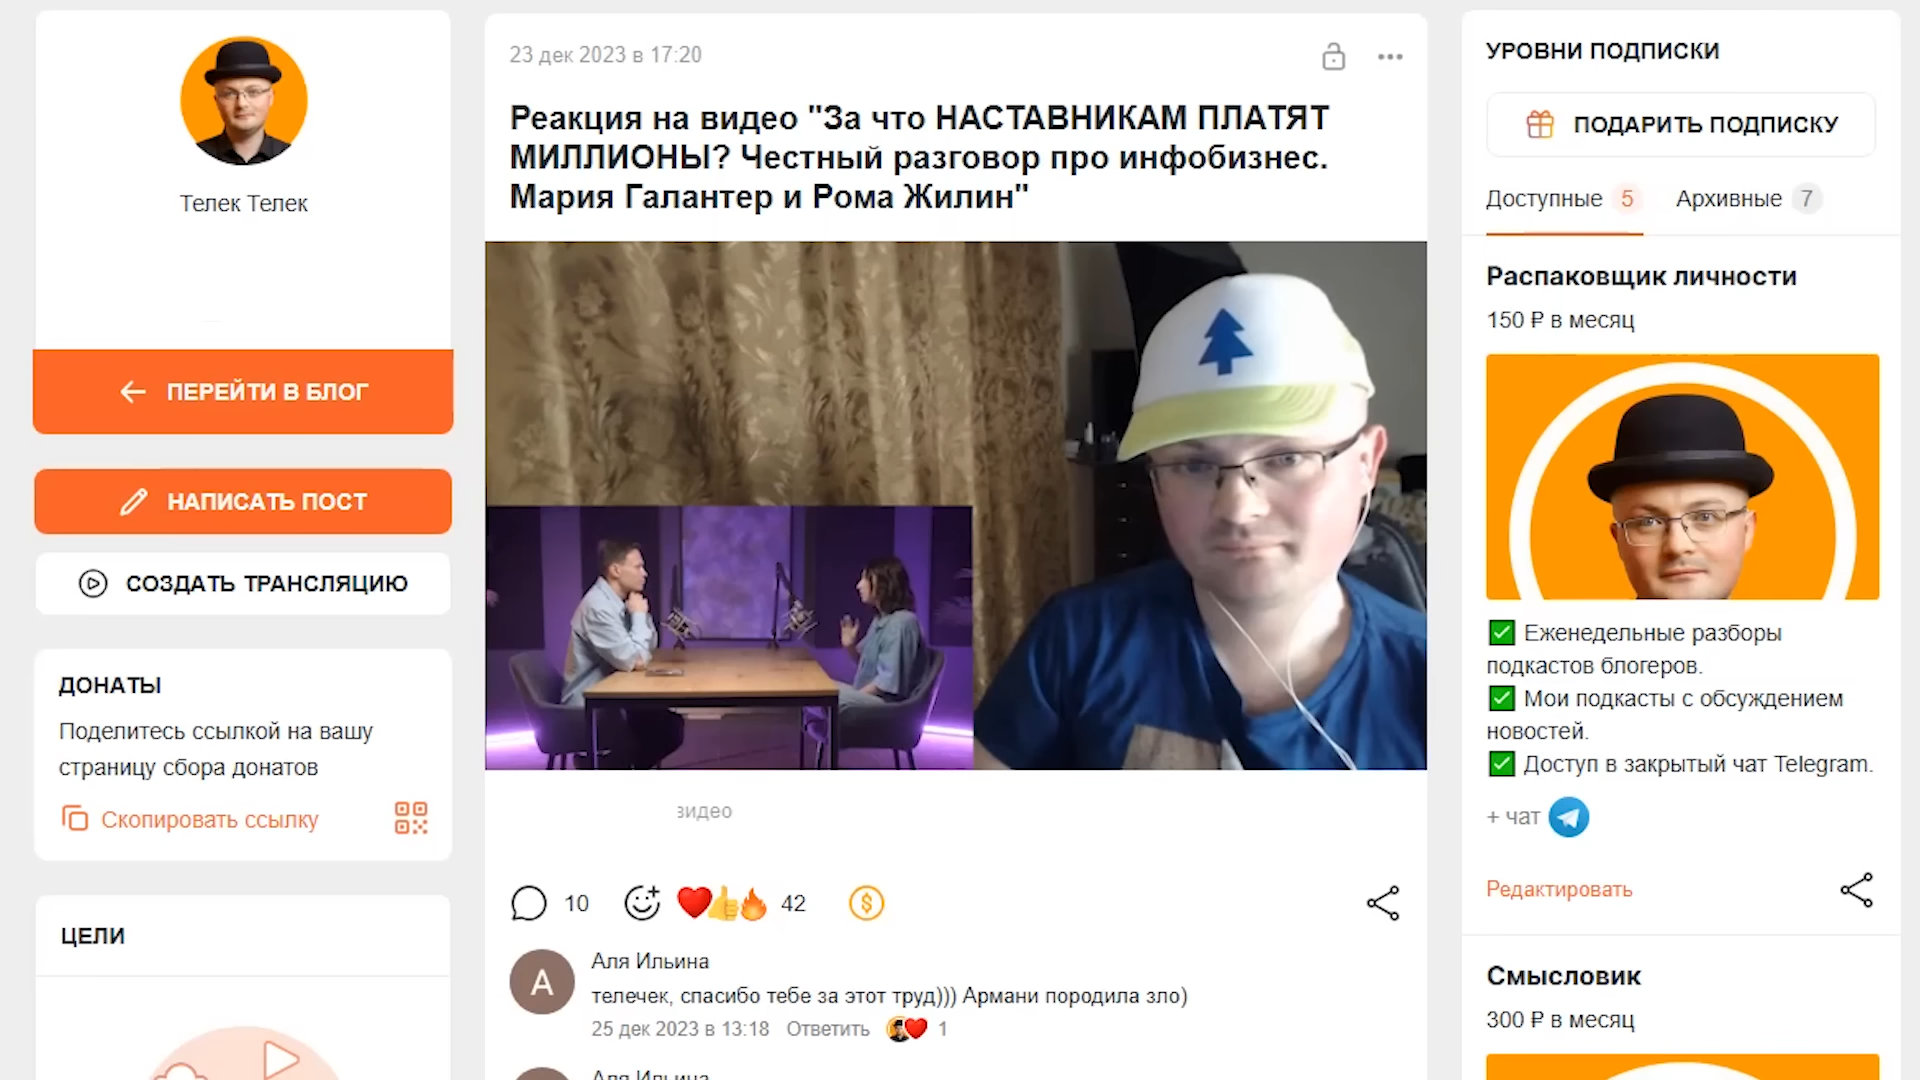 Телек Телек
ПЕРЕЙТИ В БЛОГ
НАПИСАТЬ ПОСТ
СОЗДАТЬ ТРАНСЛЯЦИЮ
ДОНАТЫ
Поделитесь ссылкой на вашу
страницу сбора донатов
Скопировать ссылку
ЦЕЛИ
23 дек 2023 в 17:20
Реакция на видео "За что НАСТАВНИКАМ ПЛАТЯТ
МИЛЛИОНЫ? Честный разговор про инфобизнес.
Мария Галантер и Рома Жилин"
видео
10
42
А
Аля Ильина
телечек, спасибо тебе за этот труд))) Армани породила зло)
25 дек 2023 в 13:18 Ответить 1
Аля Ильина
УРОВНИ ПОДПИСКИ
ПОДАРИТЬ ПОДПИСКУ
Доступные 5 Архивные 7
Распаковщик личности
150 ₽ в месяц
✅ Еженедельные разборы
подкастов блогеров.
✅ Мои подкасты с обсуждением
новостей.
✅ Доступ в закрытый чат Telegram.
+ чат
Редактировать
Смысловик
300 ₽ в месяц